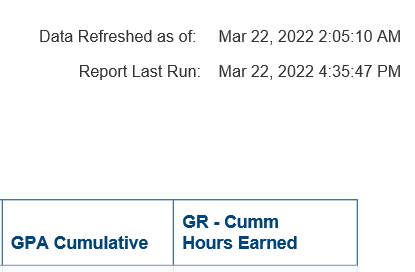 Data Refreshed as of: Mar 22, 2022 2:05:10 AM
Report Last Run: Mar 22, 2022 4:35:47 PM
GPA Cumulative
GR - Cumm
Hours Earned